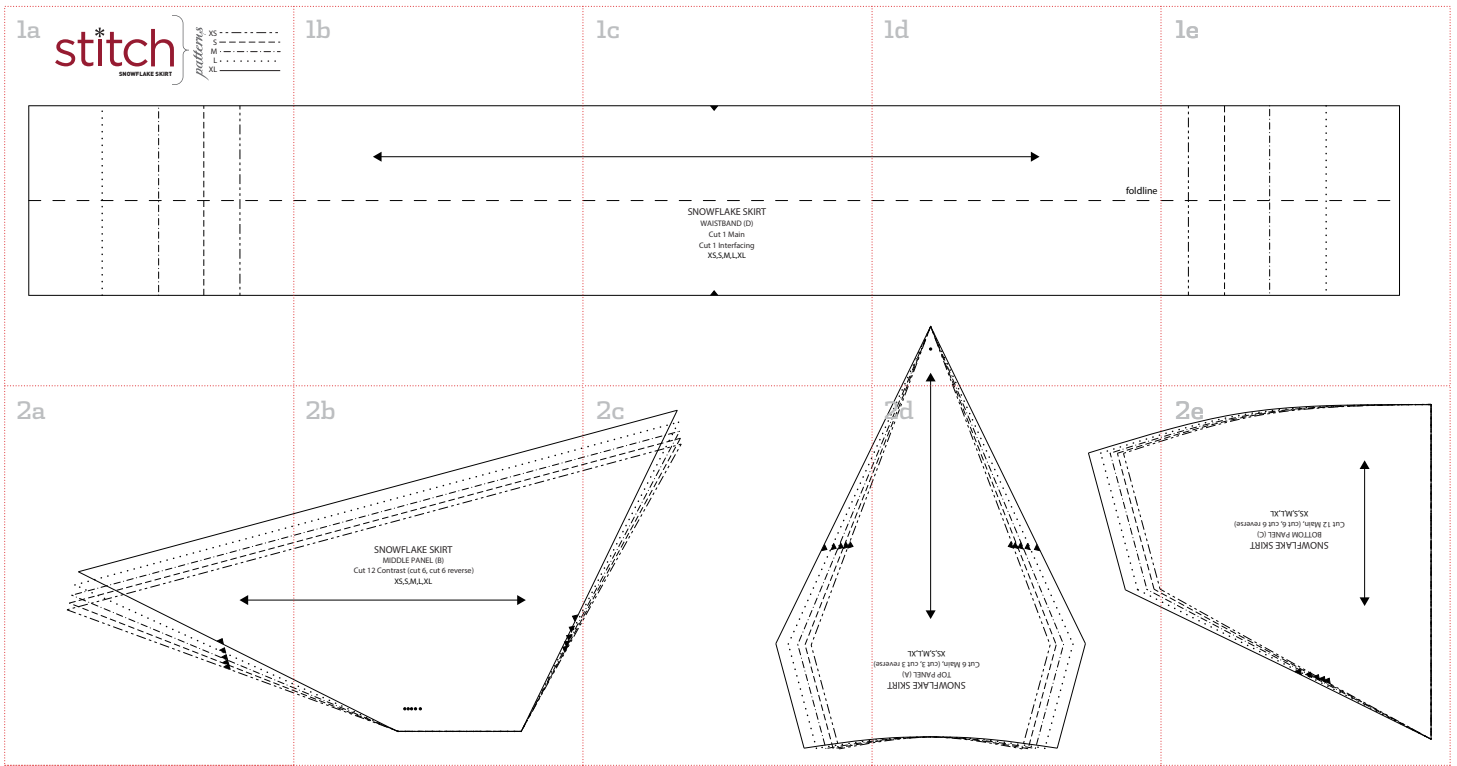 1a
1b
1c
1d
1e
stitch
SNOWFLAKE SKIRT
patterns
XS
S
M
L
XL
foldline
SNOWFLAKE SKIRT
WAISTBAND (D)
Cut 1 Main
Cut 1 Interfacing
XS,S,M,L,XL
2a
2b
2c
2d
2e
SNOWFLAKE SKIRT
MIDDLE PANEL (B)
Cut 12 Contrast (cut 6, cut 6 reverse)
XS,S,M,L,XL
SNOWFLAKE SKIRT
TOP PANEL (A)
Cut 6 Main, (cut 3, cut 3 reverse)
XS,S,M,L,XL
SNOWFLAKE SKIRT
BOTTOM PANEL (C)
Cut 12 Main, (cut 6, cut 6 reverse)
XS,S,M,L,XL